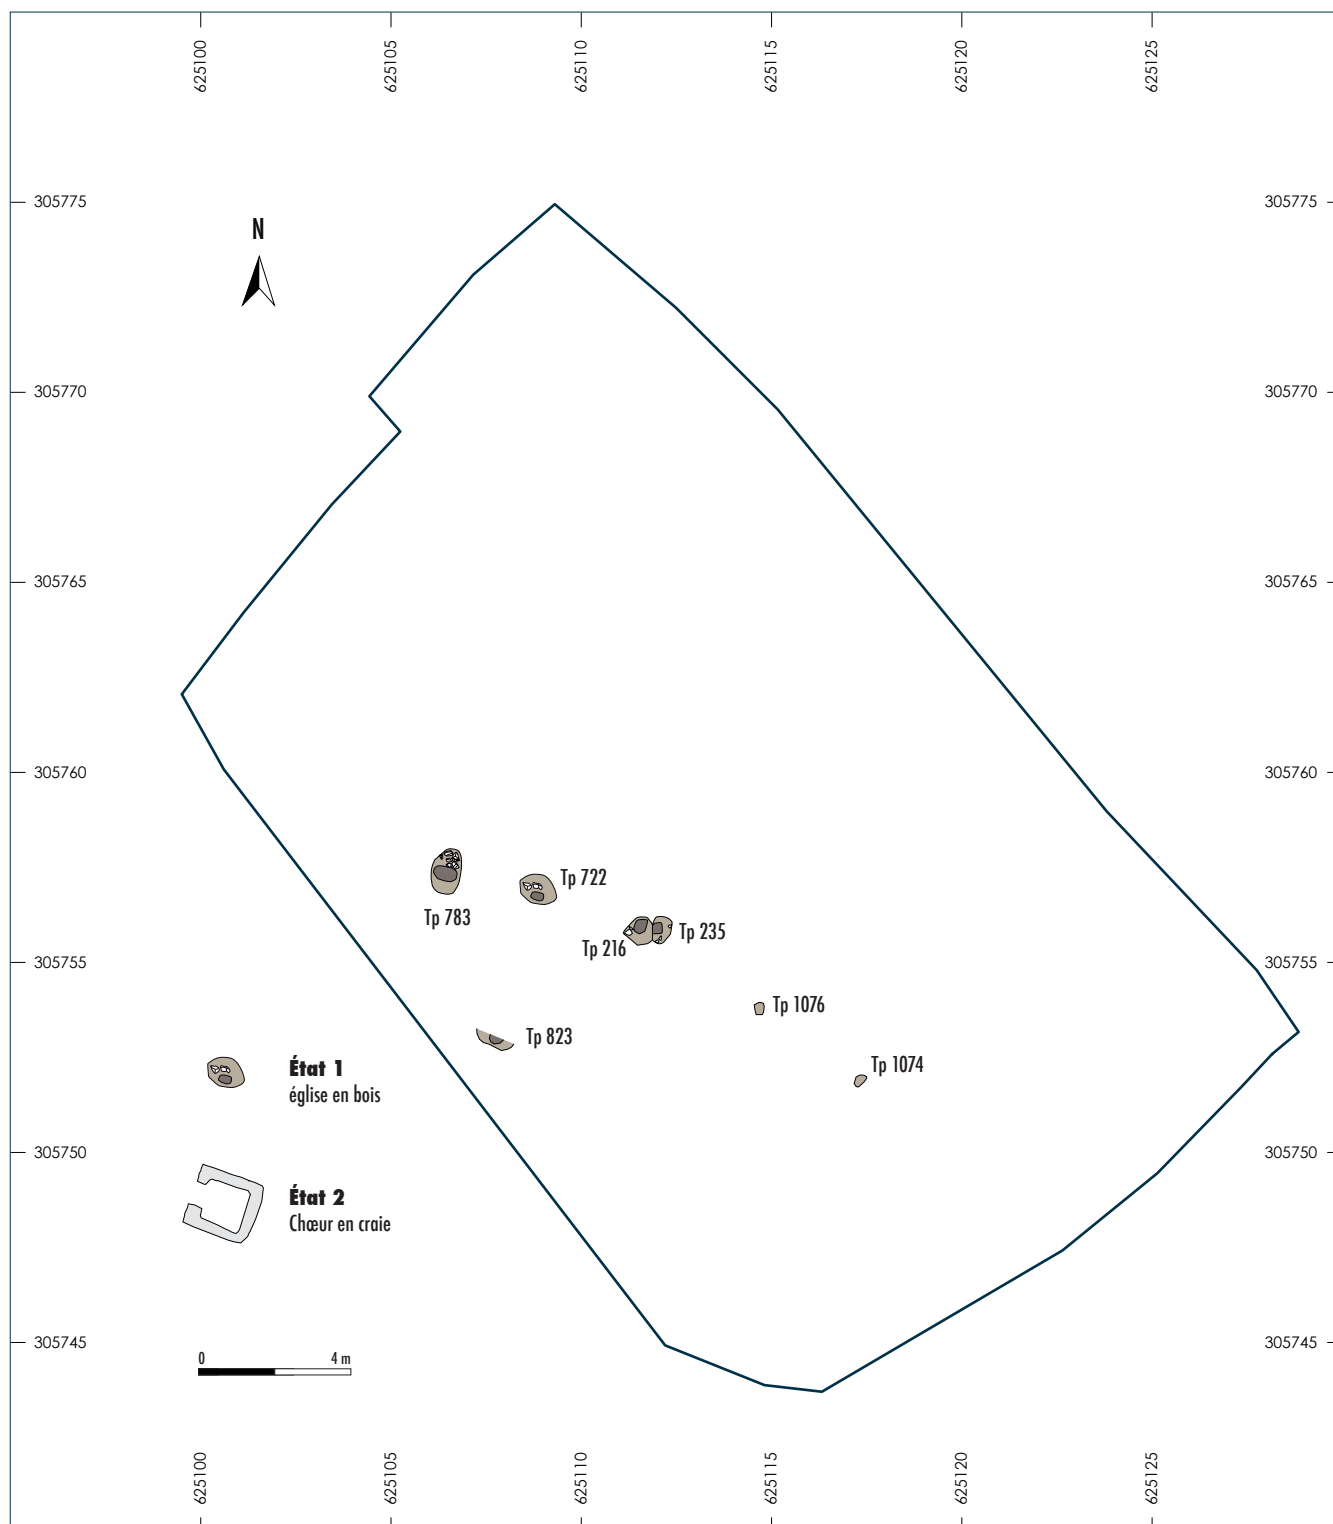 625100
625105
625110
625115
625120
625125
305775
305775
N
305770
305770
305765
305765
305760
305760
Tp 722
Tp 783
Tp 235
Tp 216
305755
305755
Tp 1076
Tp 823
Tp 1074
État 1
église en bois
305750
305750
État 2
Chœur en craie
305745
305745
0 4 m
625100
625105
625110
625115
625120
625125